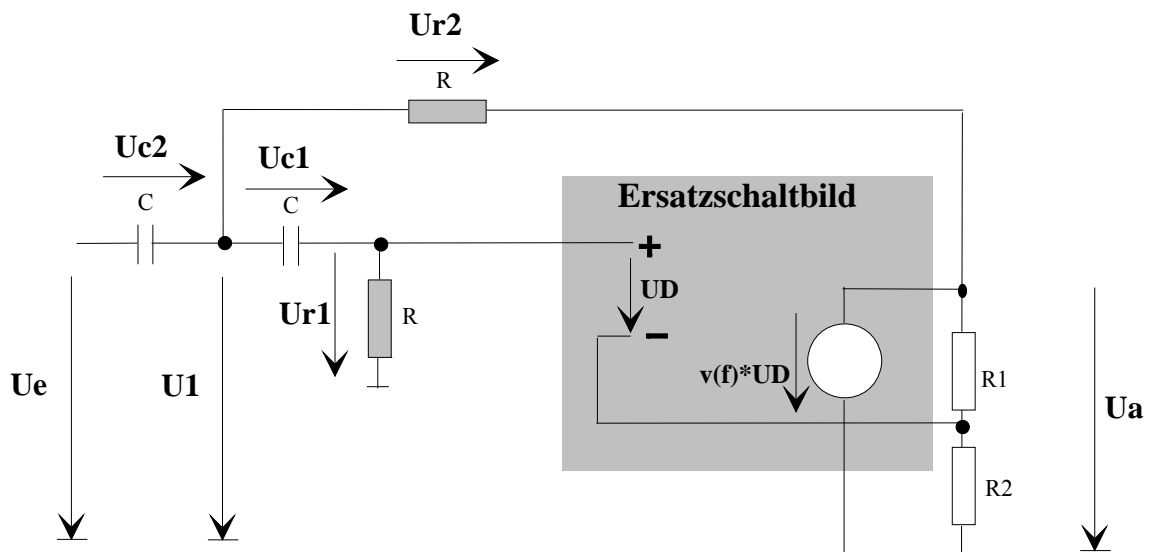 Ur2
R
Uc2
Uc1
C
C
Ersatzschaltbild
+
UD
-
Ur1
R
Ue
U1
v(f)*UD
R1
Ua
R2